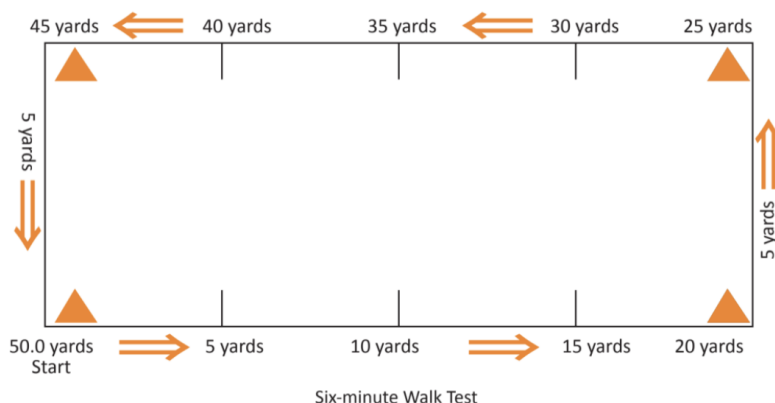 45 yards 40 yards 35 yards 30 yards 25 yards
5 yards
5 yards
50.0 yards 5 yards 10 yards 15 yards 20 yards
Start
Six-minute Walk Test